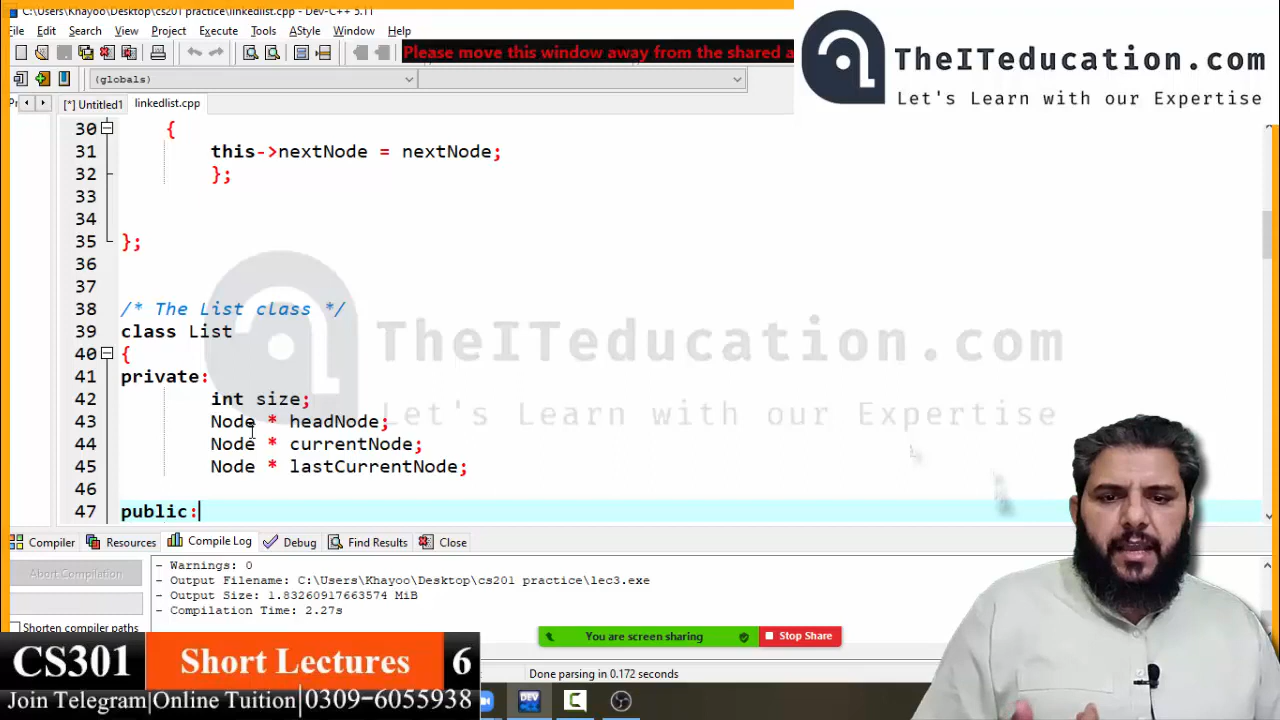 C:\Users\Khayoo\Desktop\cs201 practice\linkedlist.cpp - Dev-C++ 5.11
File Edit Search View Project Execute Tools AStyle Window Help
Please move this window away from the shared a
(globals)
[*] Untitled1 linkedlist.cpp
TheITeducation.com
Let's Learn with our Expertise
30 {
31 this->nextNode = nextNode;
32 };
33
34
35 };
36
37
38 /* The List class */
39 class List
40 {
41 private:
42 int size;
43 Node * headNode;
44 Node * currentNode;
45 Node * lastCurrentNode;
46
47 public:
TheITeducation.com
Let's Learn with our Expertise
Compiler Resources Compile Log Debug Find Results Close
Abort Compilation
Shorten compiler paths
- Warnings: 0
- Output Filename: C:\Users\Khayoo\Desktop\cs201 practice\lec3.exe
- Output Size: 1.83260917663574 MiB
- Compilation Time: 2.27s
You are screen sharing Stop Share
Done parsing in 0.172 seconds
CS301 Short Lectures 6
Join Telegram|Online Tuition|0309-6055938
DEV